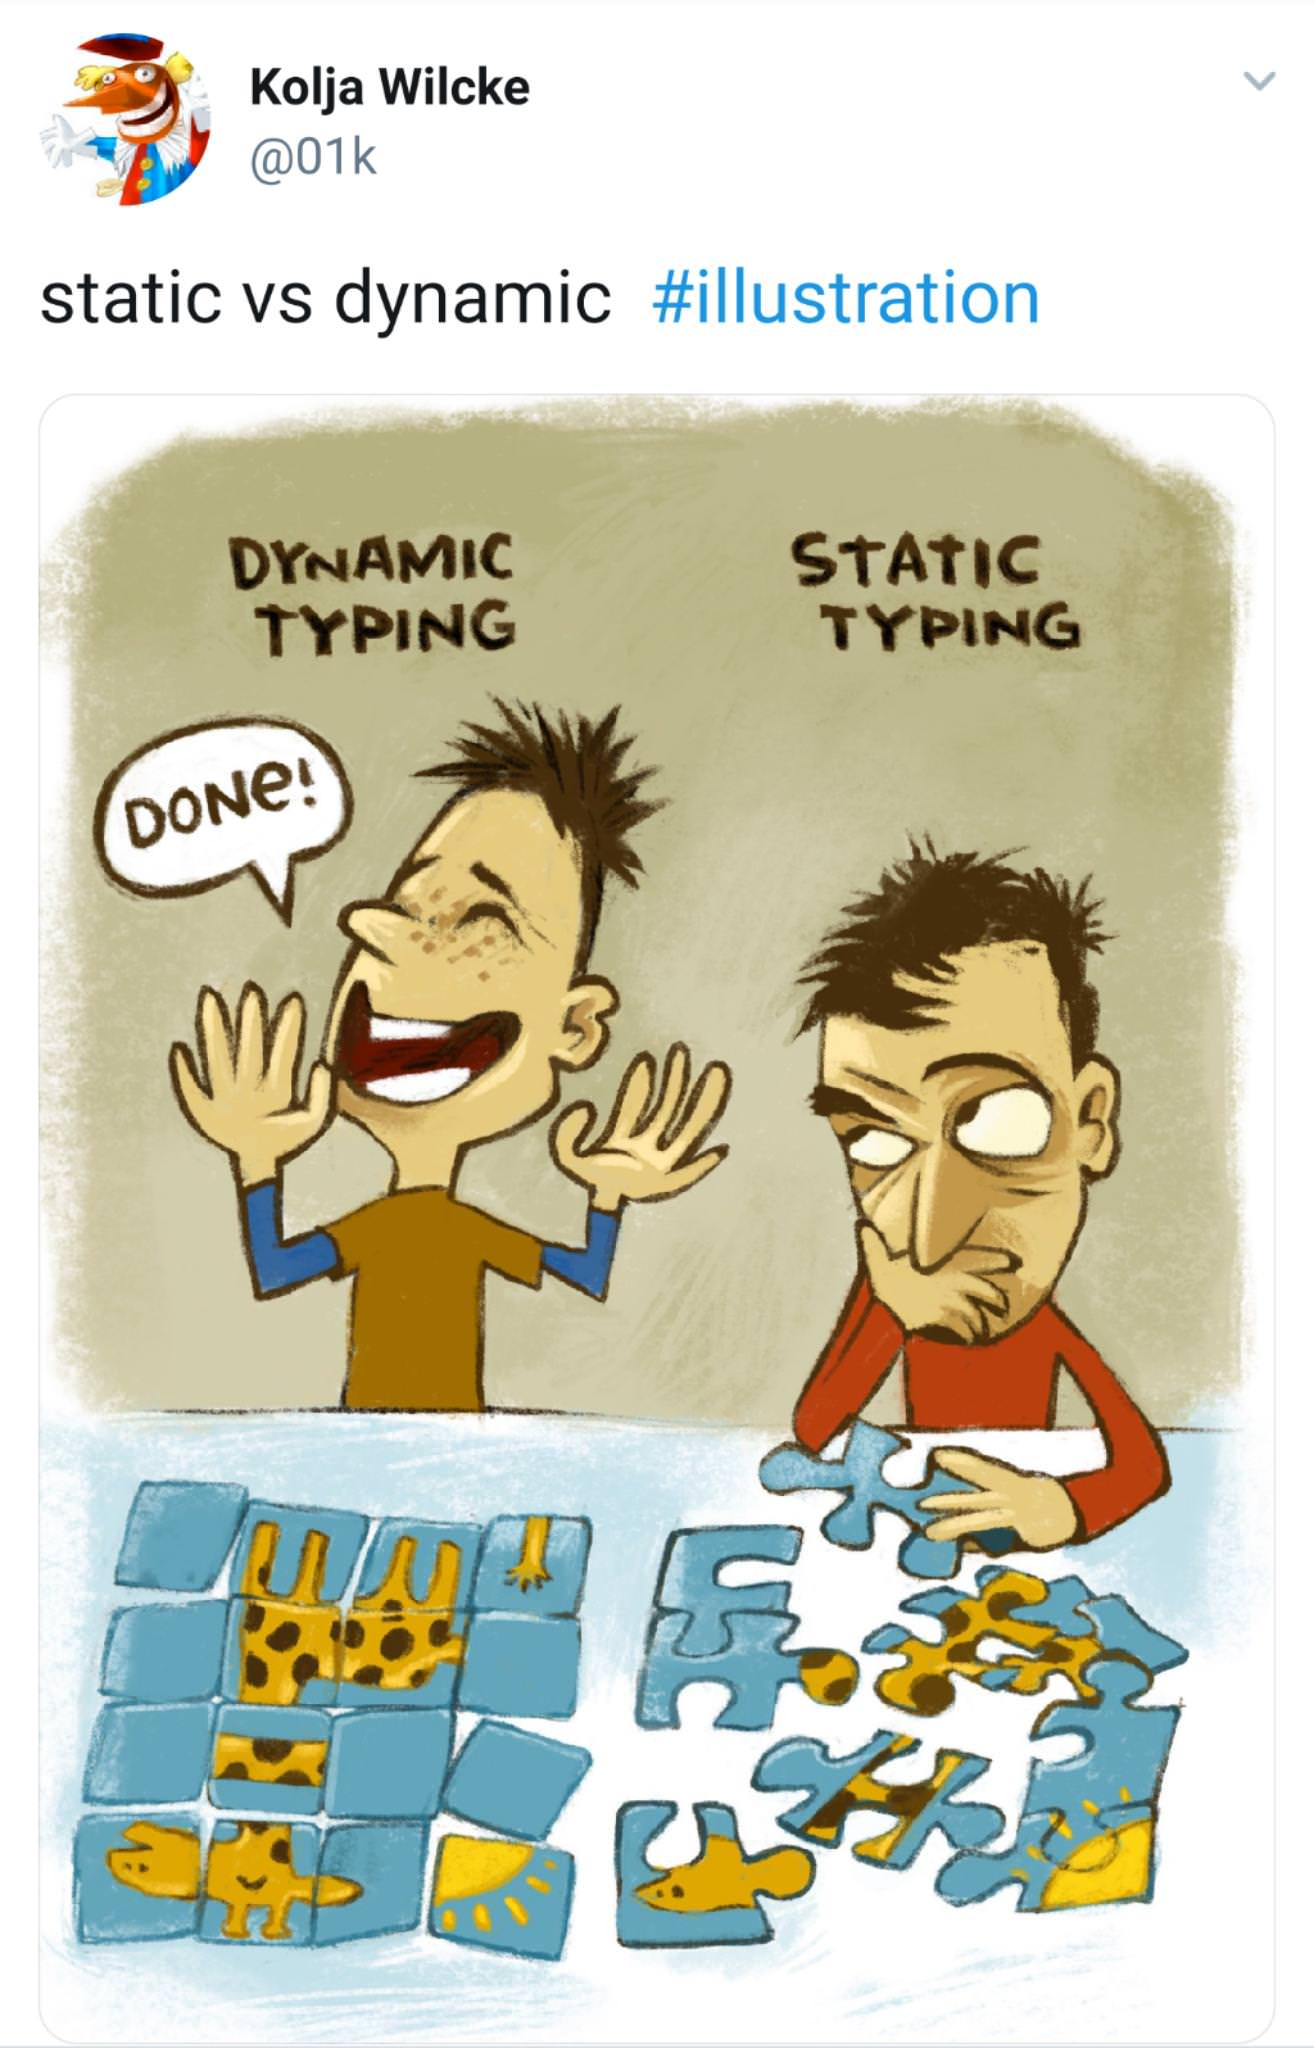 Kolja Wilcke
@01k
static vs dynamic #illustration
DYNAMIC
TYPING
STATIC
TYPING
DONe!